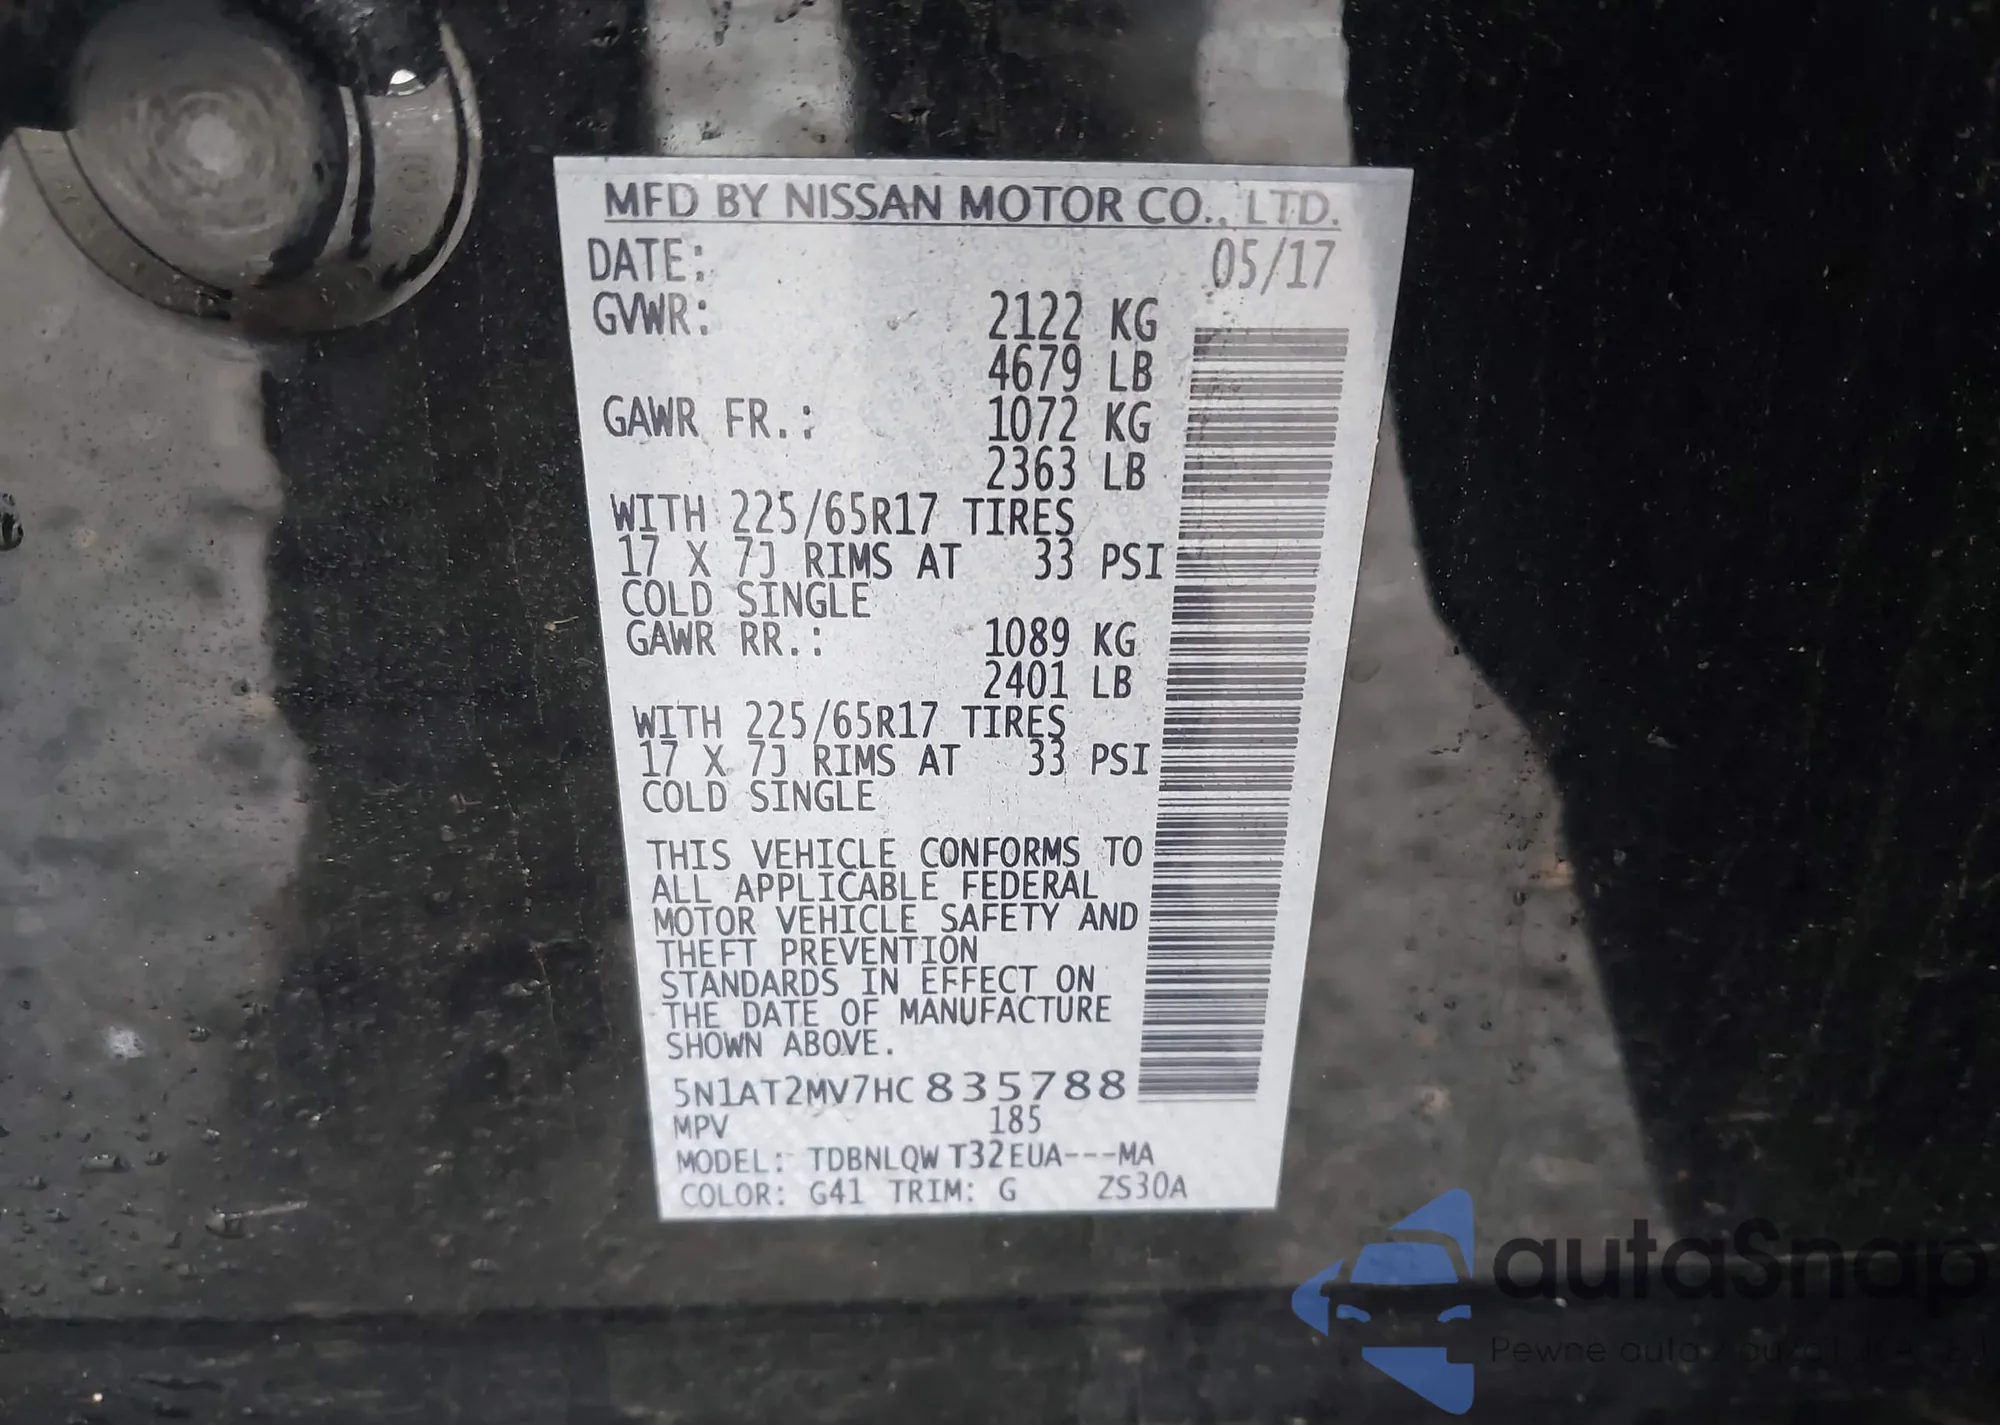 MFD BY NISSAN MOTOR CO., LTD.
DATE: 05/17
GVWR: 2122 KG
4679 LB
GAWR FR.: 1072 KG
2363 LB
WITH 225/65R17 TIRES
17 X 7J RIMS AT 33 PSI
COLD SINGLE
GAWR RR.: 1089 KG
2401 LB
WITH 225/65R17 TIRES
17 X 7J RIMS AT 33 PSI
COLD SINGLE
THIS VEHICLE CONFORMS TO
ALL APPLICABLE FEDERAL
MOTOR VEHICLE SAFETY AND
THEFT PREVENTION
STANDARDS IN EFFECT ON
THE DATE OF MANUFACTURE
SHOWN ABOVE.
5N1AT2MV7HC835788
MPV 185
MODEL: TDBNLQW T32EUA---MA
COLOR: G41 TRIM: G ZS30A
autaSnap
Pewne auto